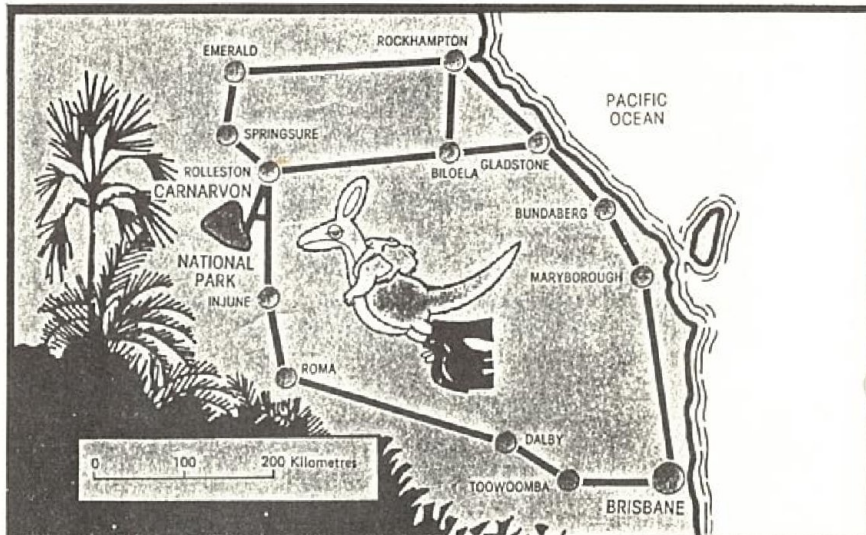 EMERALD
ROCKHAMPTON
PACIFIC
OCEAN
SPRINGSURE
ROLLESTON
BILOELA
GLADSTONE
CARNARVON
NATIONAL
PARK
BUNDABERG
MARYBOROUGH
INJUNE
ROMA
DALBY
0 100 200 Kilometres
TOOWOOMBA
BRISBANE